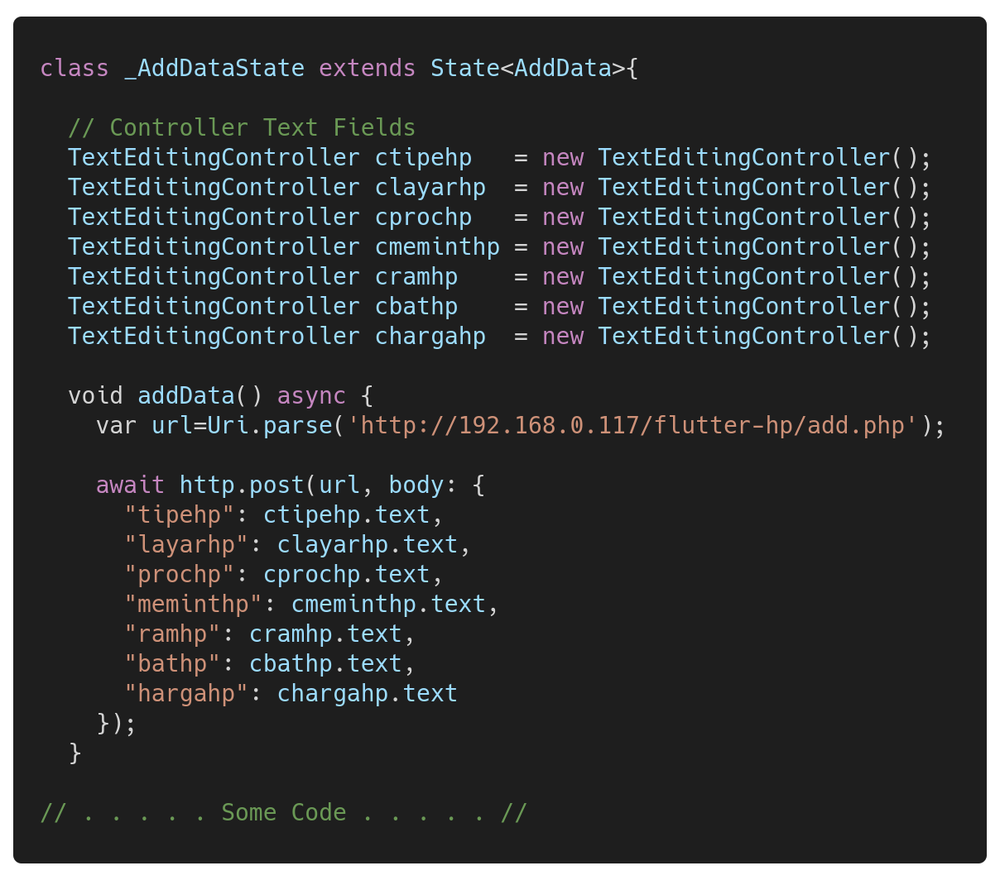 class _AddDataState extends State<AddData>{
// Controller Text Fields
TextEditingController ctipehp   = new TextEditingController();
TextEditingController clayarhp  = new TextEditingController();
TextEditingController cprochp   = new TextEditingController();
TextEditingController cmeminthp = new TextEditingController();
TextEditingController cramhp    = new TextEditingController();
TextEditingController cbathp    = new TextEditingController();
TextEditingController chargahp  = new TextEditingController();
void addData() async {
var url=Uri.parse('http://192.168.0.117/flutter-hp/add.php');
await http.post(url, body: {
"tipehp": ctipehp.text,
"layarhp": clayarhp.text,
"prochp": cprochp.text,
"meminthp": cmeminthp.text,
"ramhp": cramhp.text,
"bathp": cbathp.text,
"hargahp": chargahp.text
});
}
// . . . . . Some Code . . . . . //